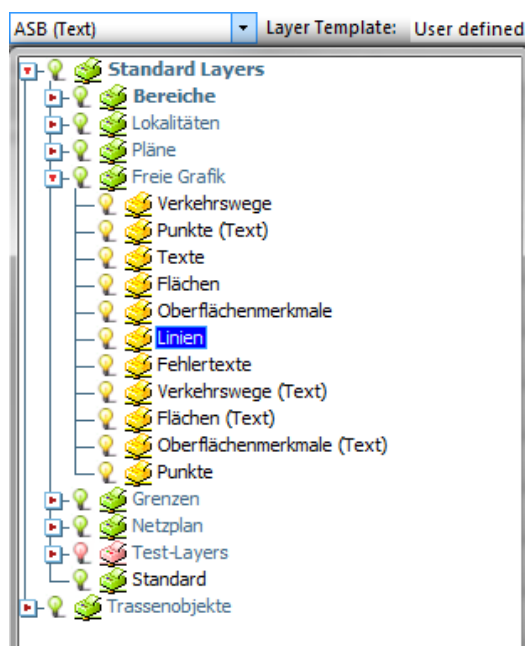 ASB (Text) Layer Template: User defined
Standard Layers
Bereiche
Lokalitäten
Pläne
Freie Grafik
Verkehrswege
Punkte (Text)
Texte
Flächen
Oberflächenmerkmale
Linien
Fehlertexte
Verkehrswege (Text)
Flächen (Text)
Oberflächenmerkmale (Text)
Punkte
Grenzen
Netzplan
Test-Layers
Standard
Trassenobjekte